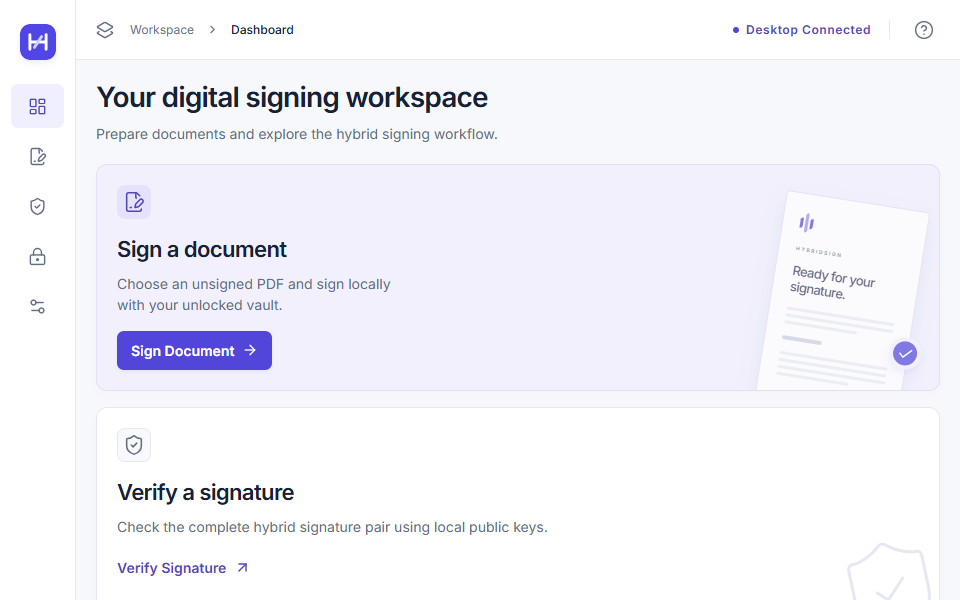 Workspace
Dashboard
Desktop Connected
Your digital signing workspace
Prepare documents and explore the hybrid signing workflow.
Sign a document
Choose an unsigned PDF and sign locally
with your unlocked vault.
Sign Document
HYBRIDSIGN
Ready for your
signature.
Verify a signature
Check the complete hybrid signature pair using local public keys.
Verify Signature